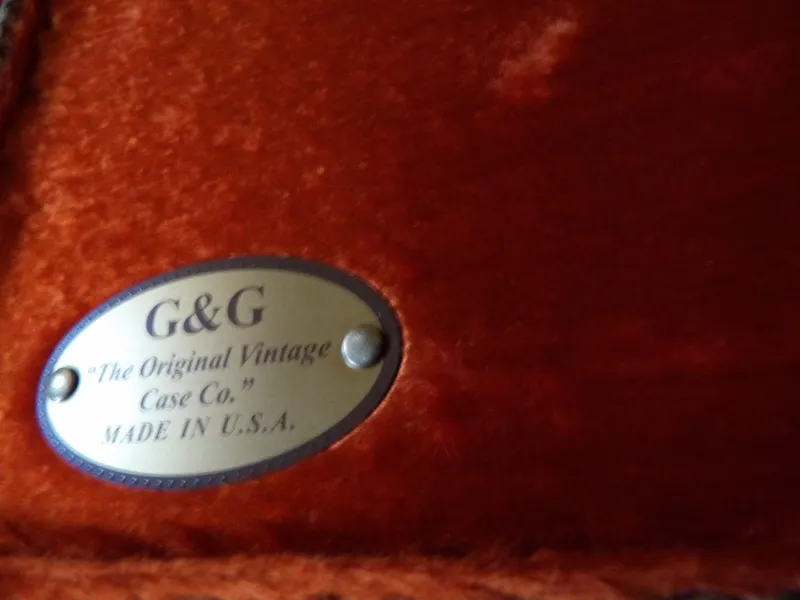 G&G
"The Original Vintage
Case Co."
MADE IN U.S.A.